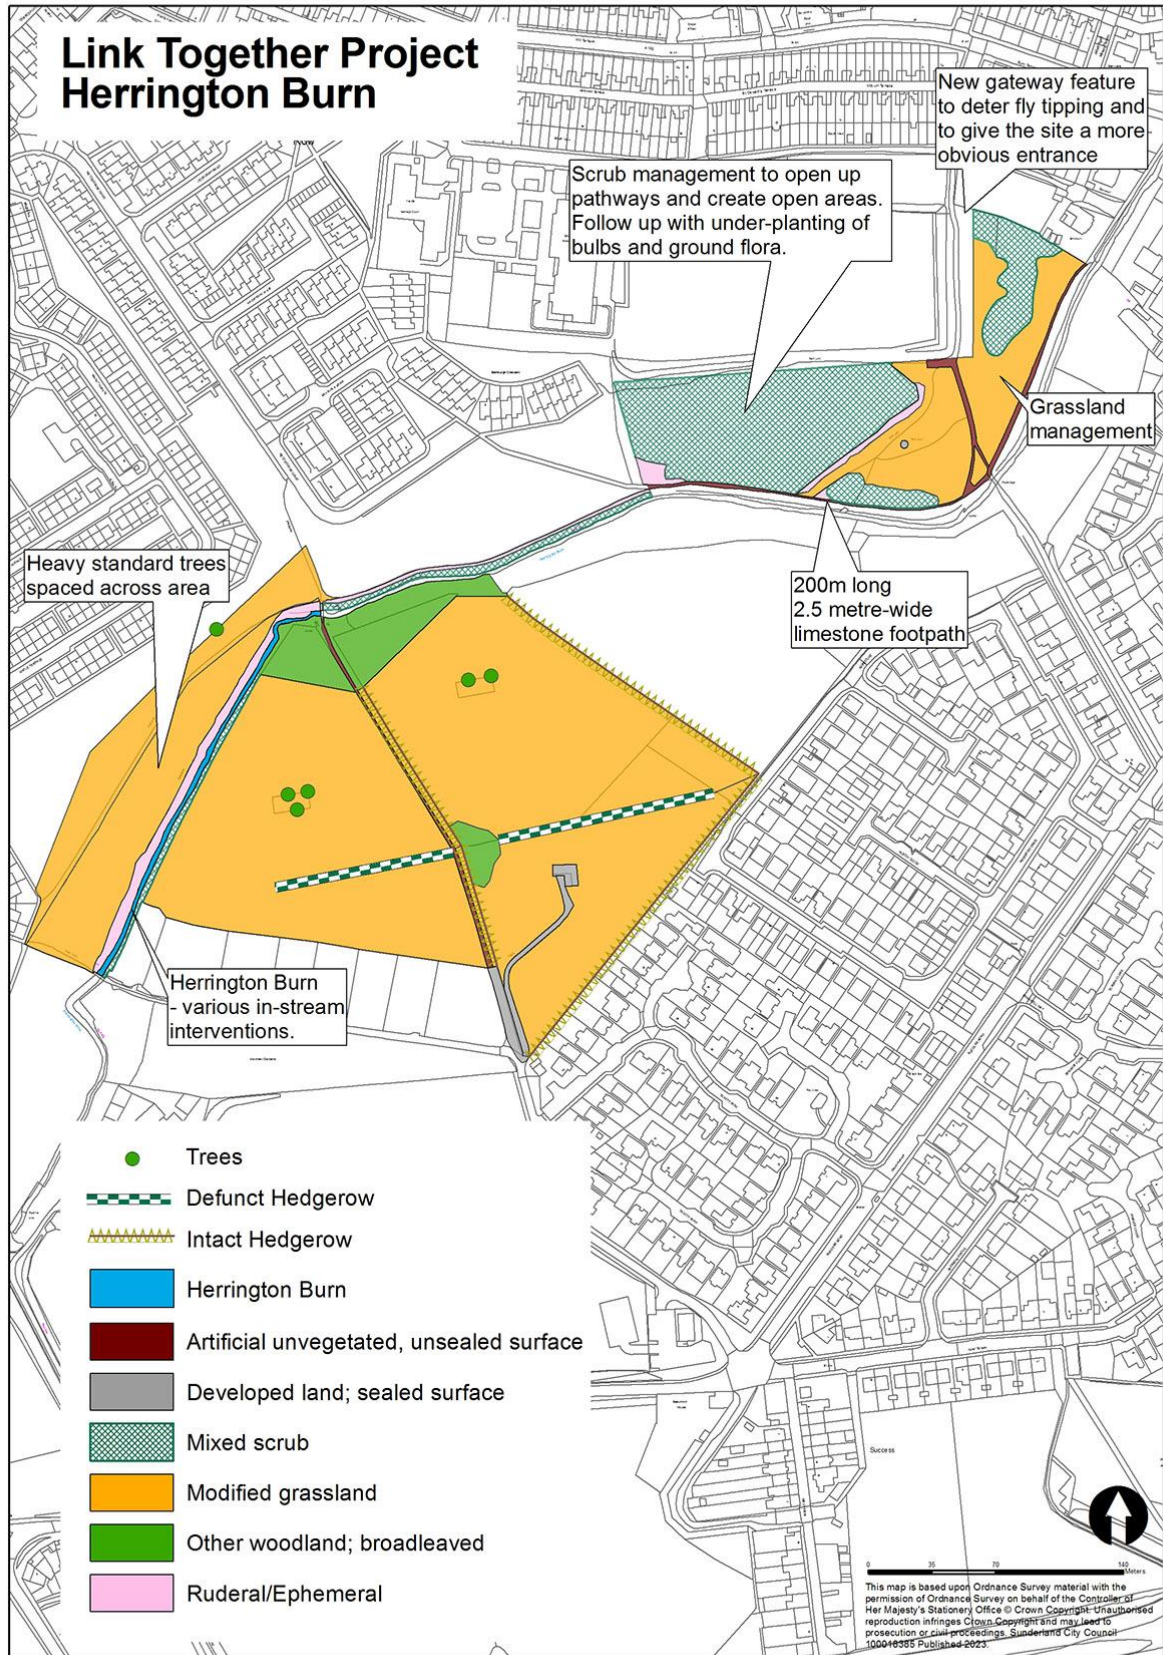 Link Together Project
Herrington Burn
New gateway feature
to deter fly tipping and
to give the site a more
obvious entrance
Scrub management to open up
pathways and create open areas.
Follow up with under-planting of
bulbs and ground flora.
Grassland
management
Heavy standard trees
spaced across area
200m long
2.5 metre-wide
limestone footpath
Herrington Burn
- various in-stream
interventions.
Trees
Defunct Hedgerow
Intact Hedgerow
Herrington Burn
Artificial unvegetated, unsealed surface
Developed land; sealed surface
Mixed scrub
Modified grassland
Other woodland; broadleaved
Ruderal/Ephemeral
Success
0 35 70 140
Meters
This map is based upon Ordnance Survey material with the
permission of Ordnance Survey on behalf of the Controller of
Her Majesty's Stationery Office © Crown Copyright. Unauthorised
reproduction infringes Crown Copyright and may lead to
prosecution or civil proceedings. Sunderland City Council
100018385 Published 2023.